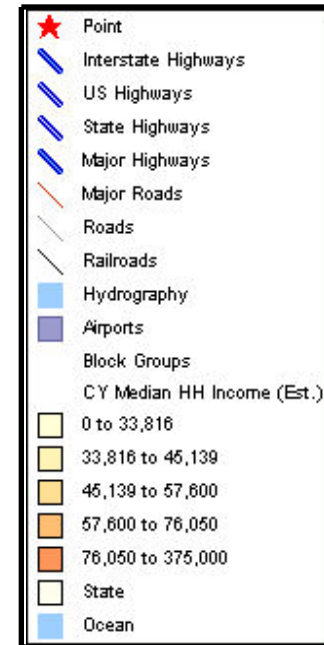 Point
Interstate Highways
US Highways
State Highways
Major Highways
Major Roads
Roads
Railroads
Hydrography
Airports
Block Groups
CY Median HH Income (Est.)
0 to 33,816
33,816 to 45,139
45,139 to 57,600
57,600 to 76,050
76,050 to 375,000
State
Ocean